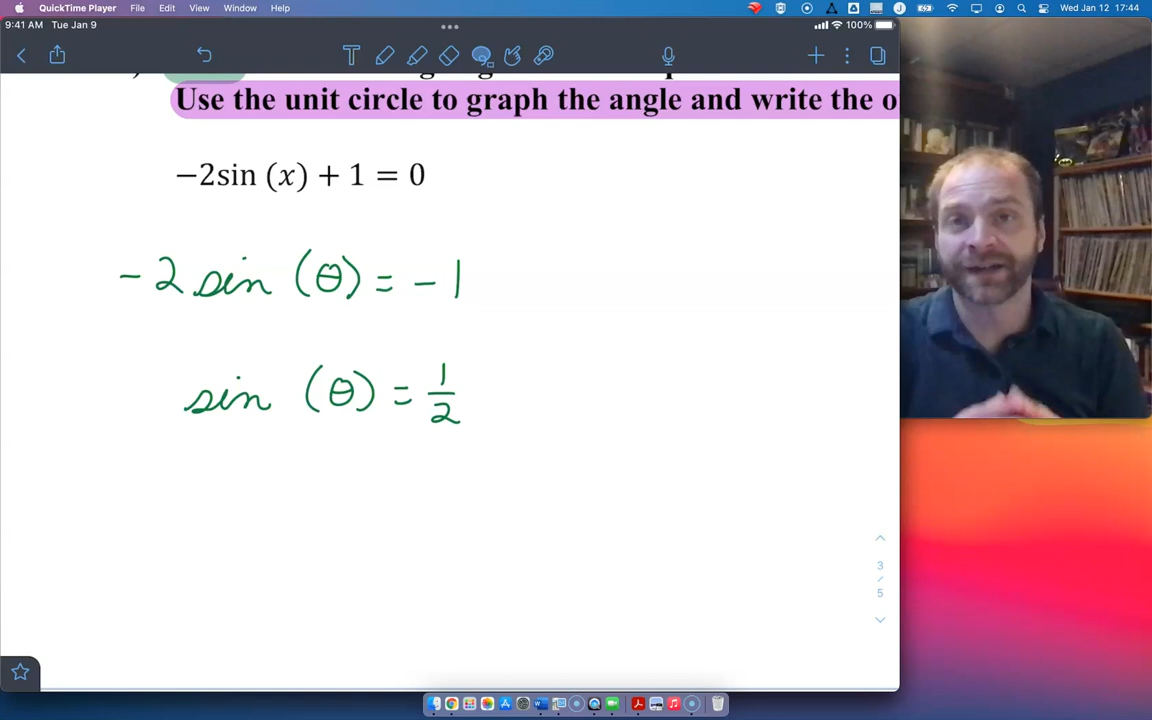 QuickTime Player File Edit View Window Help 100% Wed Jan 12 17:44
9:41 AM Tue Jan 9 100%
Use the unit circle to graph the angle and write the o
−2sin (x) + 1 = 0
-2 sin (θ) = -1
sin (θ) = 1/2
3
/
5